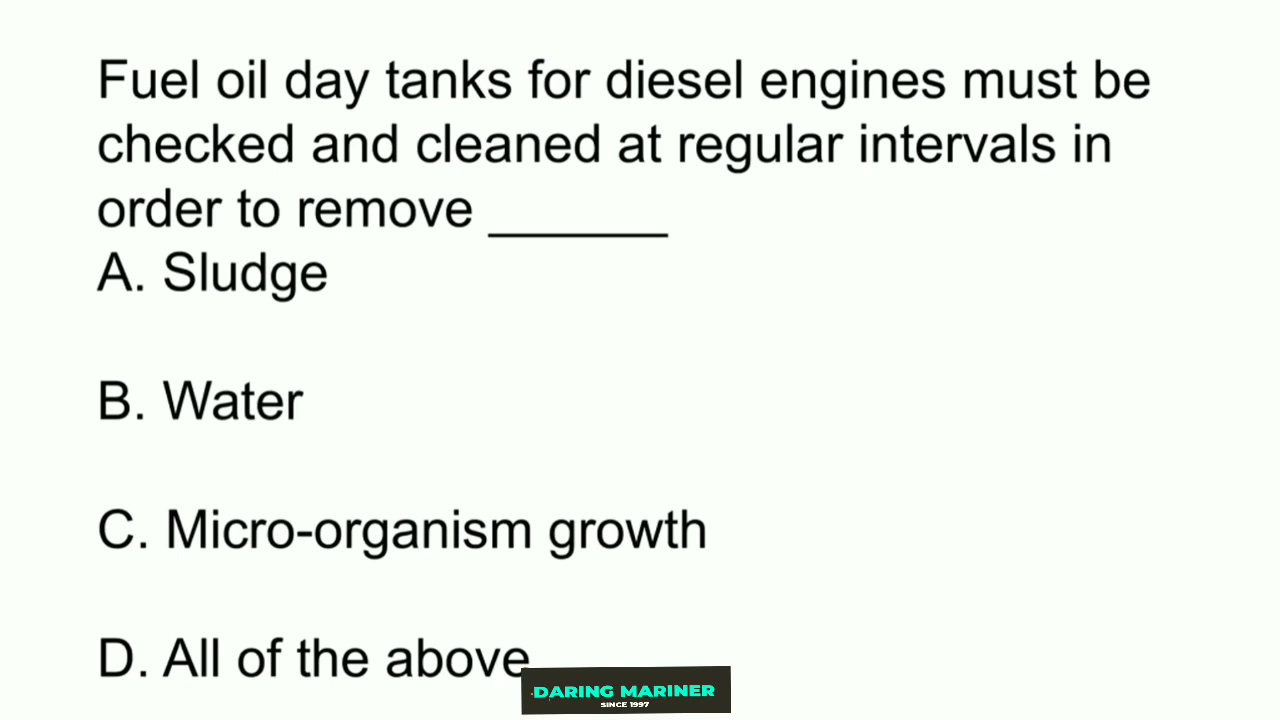 Fuel oil day tanks for diesel engines must be
checked and cleaned at regular intervals in
order to remove _______
A. Sludge
B. Water
C. Micro-organism growth
D. All of the above
DARING MARINER
SINCE 1997